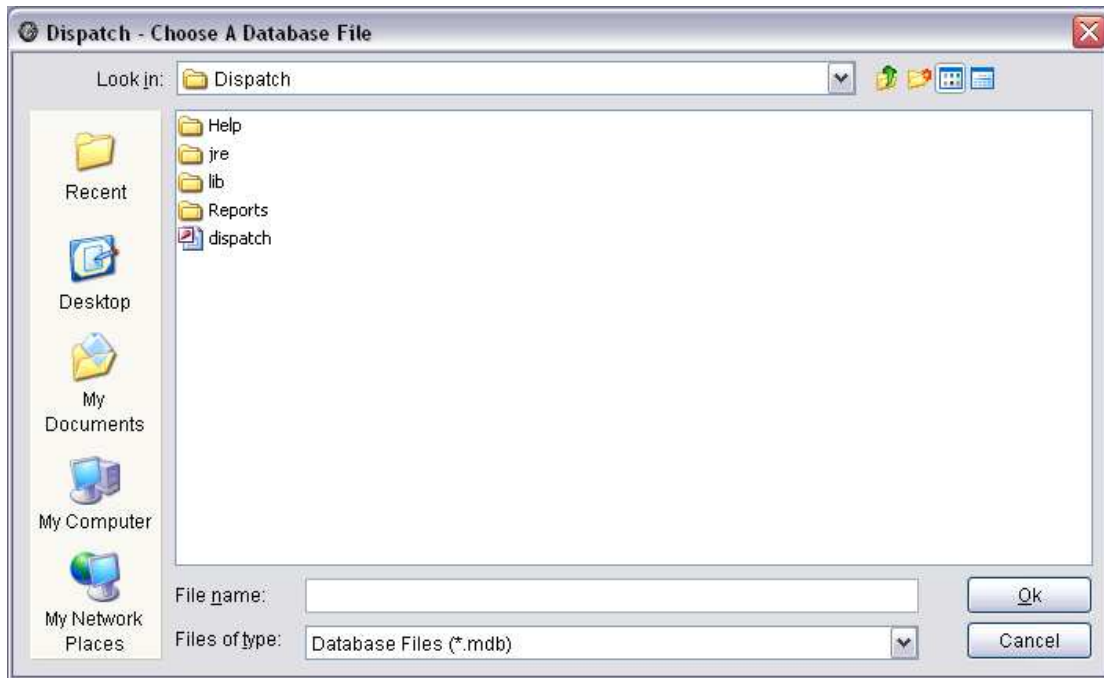 Dispatch - Choose A Database File
Look in:
Dispatch
Help
jre
lib
Reports
dispatch
Recent
Desktop
My
Documents
My Computer
My Network
Places
File name:
Ok
Files of type:
Database Files (*.mdb)
Cancel